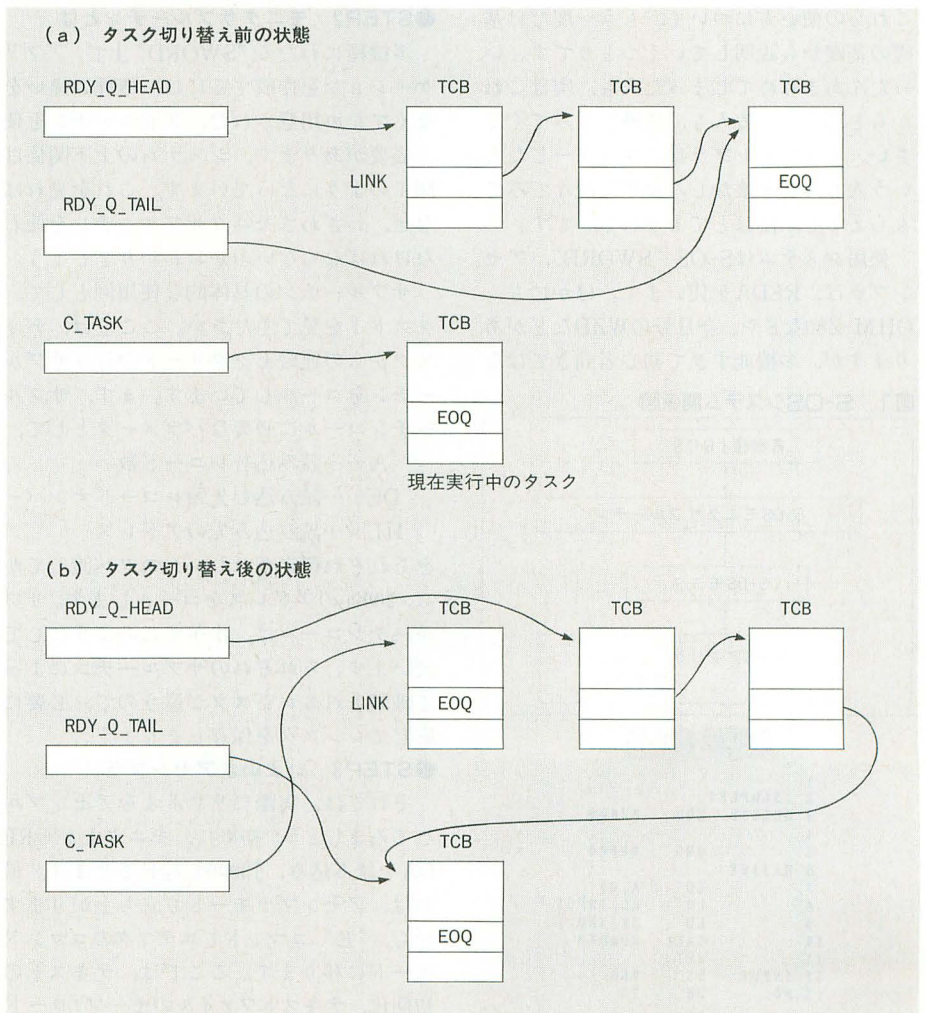 (a) タスク切り替え前の状態
RDY_Q_HEAD
TCB
TCB
TCB
LINK
EOQ
RDY_Q_TAIL
C_TASK
TCB
EOQ
現在実行中のタスク
(b) タスク切り替え後の状態
RDY_Q_HEAD
TCB
TCB
TCB
LINK
EOQ
RDY_Q_TAIL
C_TASK
TCB
EOQ